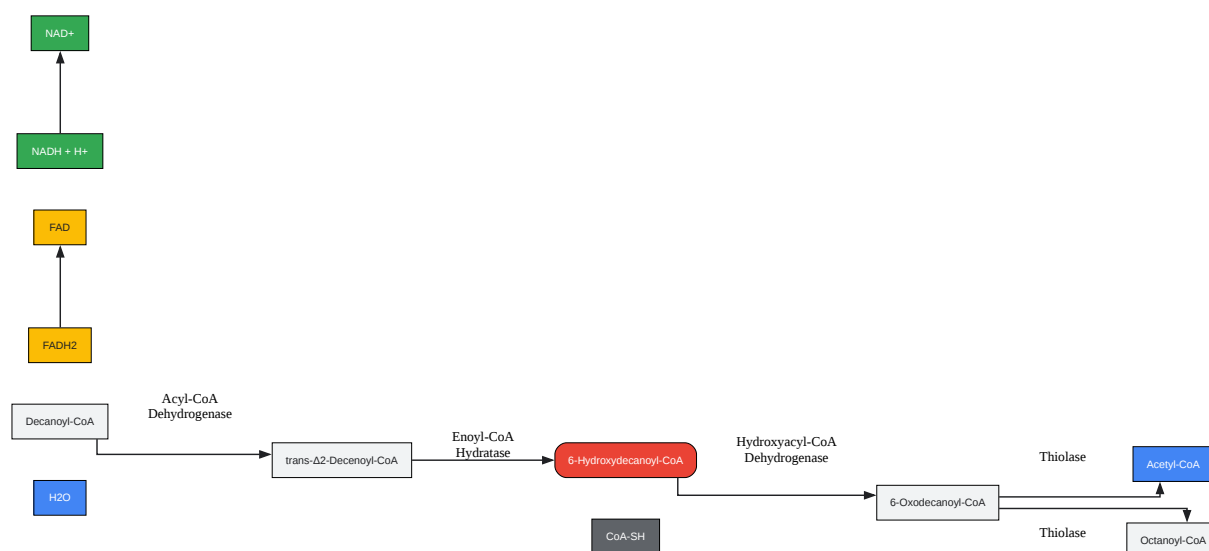 NAD+
NADH + H+
FAD
FADH2
Decanoyl-CoA
Acyl-CoA
Dehydrogenase
H2O
trans-Δ2-Decenoyl-CoA
Enoyl-CoA
Hydratase
6-Hydroxydecanoyl-CoA
CoA-SH
Hydroxyacyl-CoA
Dehydrogenase
6-Oxodecanoyl-CoA
Thiolase
Acetyl-CoA
Thiolase
Octanoyl-CoA